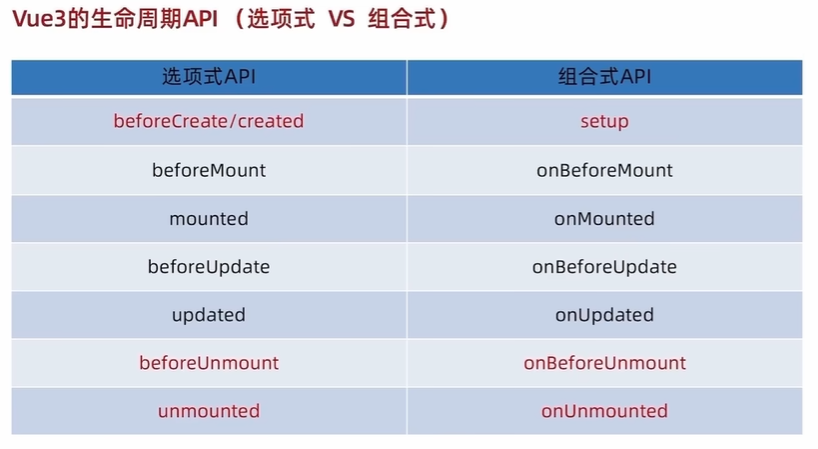 Vue3的生命周期API （选项式 VS 组合式）
选项式API 组合式API
beforeCreate/created setup
beforeMount onBeforeMount
mounted onMounted
beforeUpdate onBeforeUpdate
updated onUpdated
beforeUnmount onBeforeUnmount
unmounted onUnmounted